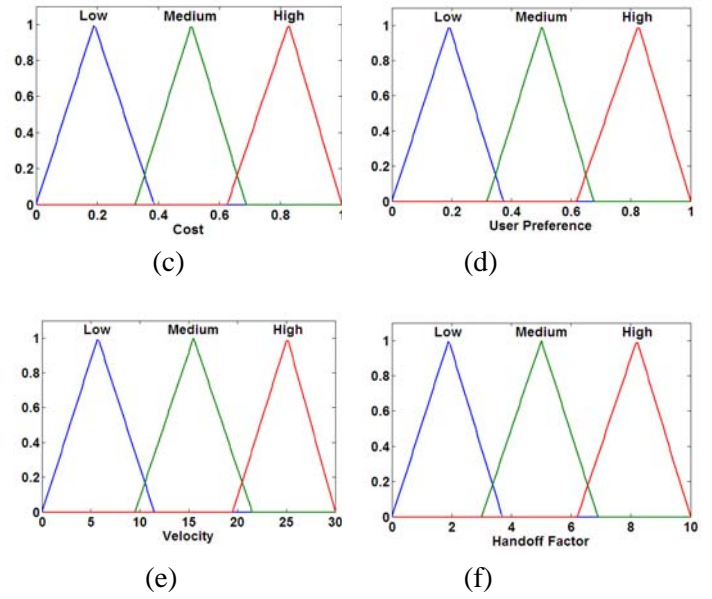 Low Medium High
1
0.8
0.6
0.4
0.2
0
0 0.2 0.4 0.6 0.8 1
Cost
(c)
Low Medium High
1
0.8
0.6
0.4
0.2
0
0 0.2 0.4 0.6 0.8 1
User Preference
(d)
Low Medium High
1
0.8
0.6
0.4
0.2
0
0 5 10 15 20 25 30
Velocity
(e)
Low Medium High
1
0.8
0.6
0.4
0.2
0
0 2 4 6 8 10
Handoff Factor
(f)